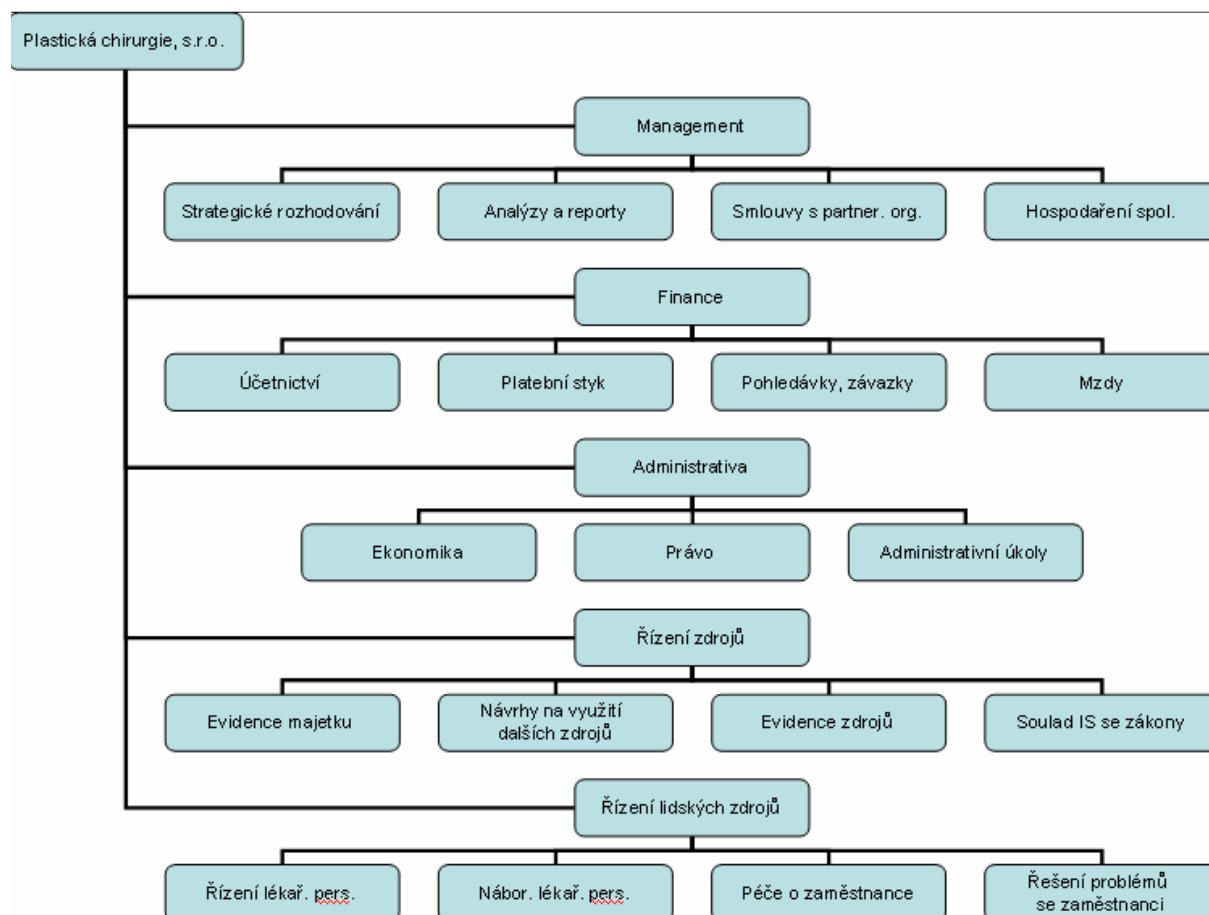 Plastická chirurgie, s.r.o.
Management
Strategické rozhodování
Analýzy a reporty
Smlouvy s partner. org.
Hospodaření spol.
Finance
Účetnictví
Platební styk
Pohledávky, závazky
Mzdy
Administrativa
Ekonomika
Právo
Administrativní úkoly
Řízení zdrojů
Evidence majetku
Návrhy na využití
dalších zdrojů
Evidence zdrojů
Soulad IS se zákony
Řízení lidských zdrojů
Řízení lékař. pers.
Nábor. lékař. pers.
Péče o zaměstnance
Řešení problémů
se zaměstnanci